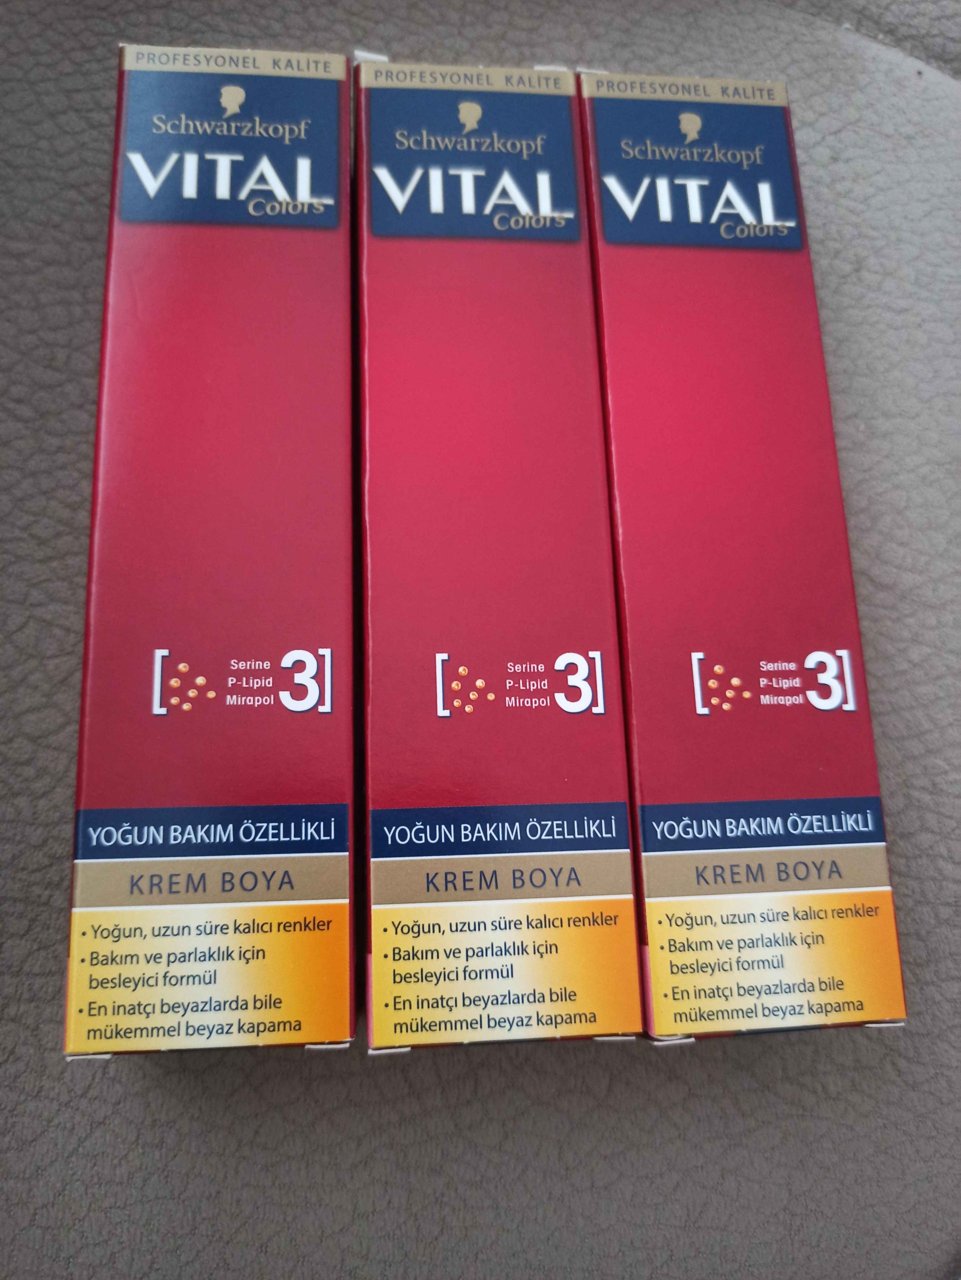 PROFESYONEL KALİTE
Schwarzkopf
VITAL
Colors
[ Serine
P-Lipid
Mirapol 3]
YOĞUN BAKIM ÖZELLİKLİ
KREM BOYA
• Yoğun, uzun süre kalıcı renkler
• Bakım ve parlaklık için
besleyici formül
• En inatçı beyazlarda bile
mükemmel beyaz kapama
PROFESYONEL KALİTE
Schwarzkopf
VITAL
Colors
[ Serine
P-Lipid
Mirapol 3]
YOĞUN BAKIM ÖZELLİKLİ
KREM BOYA
• Yoğun, uzun süre kalıcı renkler
• Bakım ve parlaklık için
besleyici formül
• En inatçı beyazlarda bile
mükemmel beyaz kapama
PROFESYONEL KALİTE
Schwarzkopf
VITAL
Colors
[ Serine
P-Lipid
Mirapol 3]
YOĞUN BAKIM ÖZELLİKLİ
KREM BOYA
• Yoğun, uzun süre kalıcı renkler
• Bakım ve parlaklık için
besleyici formül
• En inatçı beyazlarda bile
mükemmel beyaz kapama